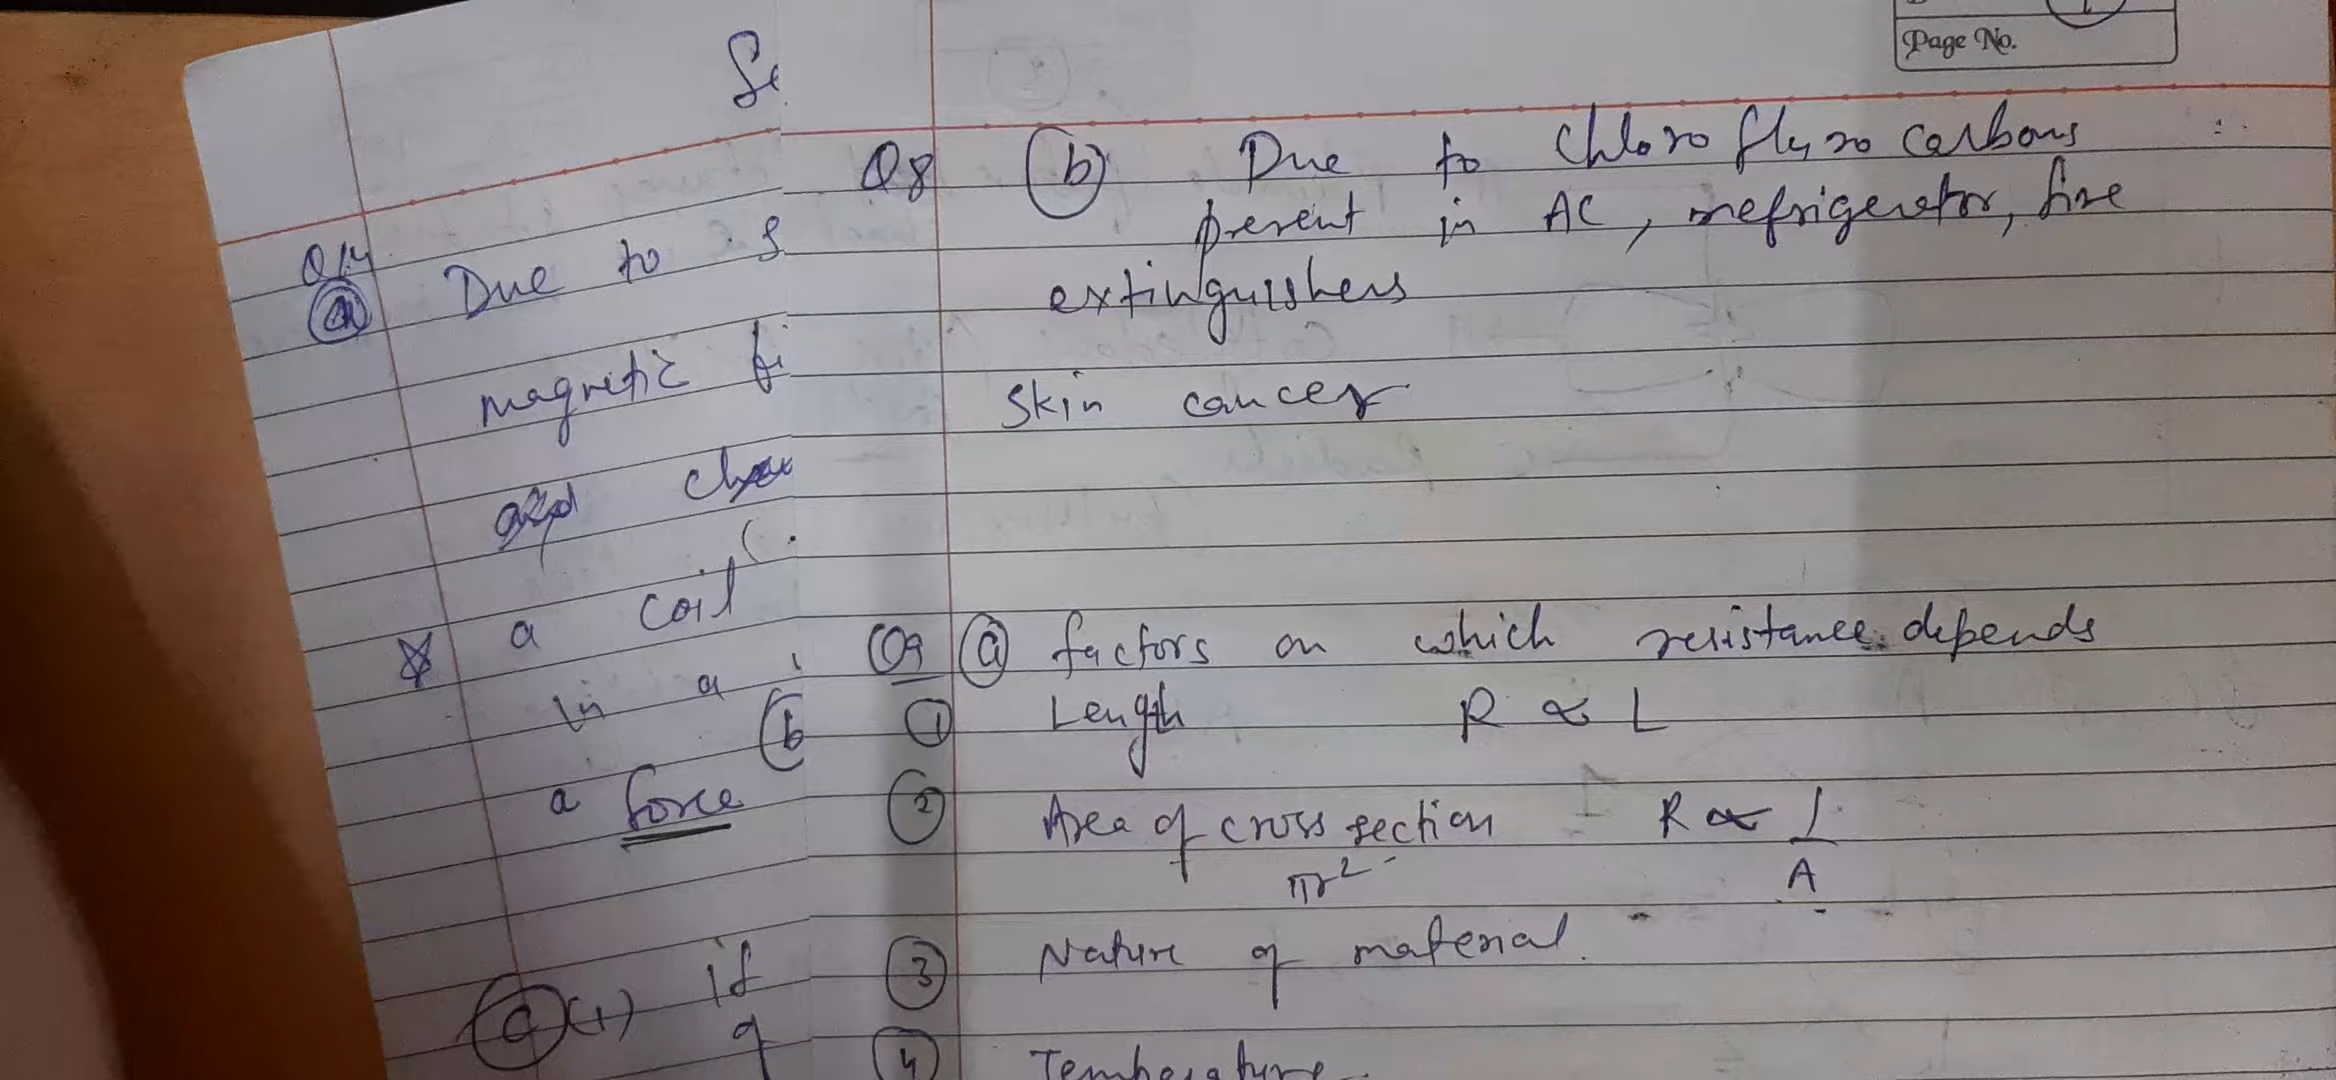 Page No.
Q8 (b) Due to chloro fluro carbons
present in AC, refrigerator, fire
extinguishers
Skin cancer
Q9 (a) factors on which resistance depends
(1) Length R ∝ L
(2) Area of cross section R ∝ 1/A
πr²
(3) Nature of material.
(4) Temperature.
Q14
(a) Due to
magnetic
a coil
in a
(b
a force
(c) (1) if